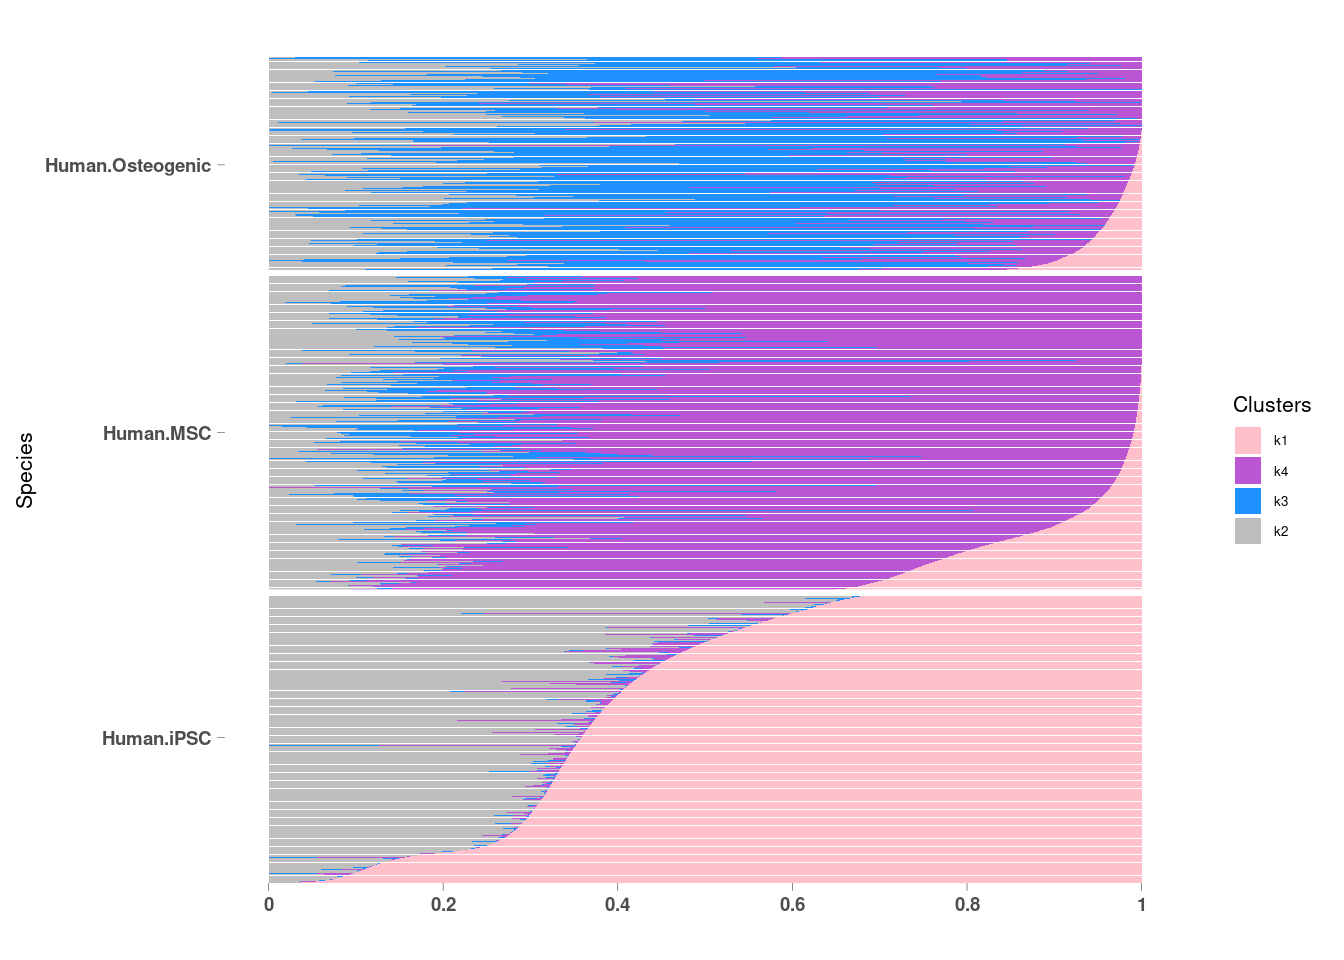 Human.Osteogenic
Human.MSC
Human.iPSC
Species
0 0.2 0.4 0.6 0.8 1
Clusters
k1
k4
k3
k2